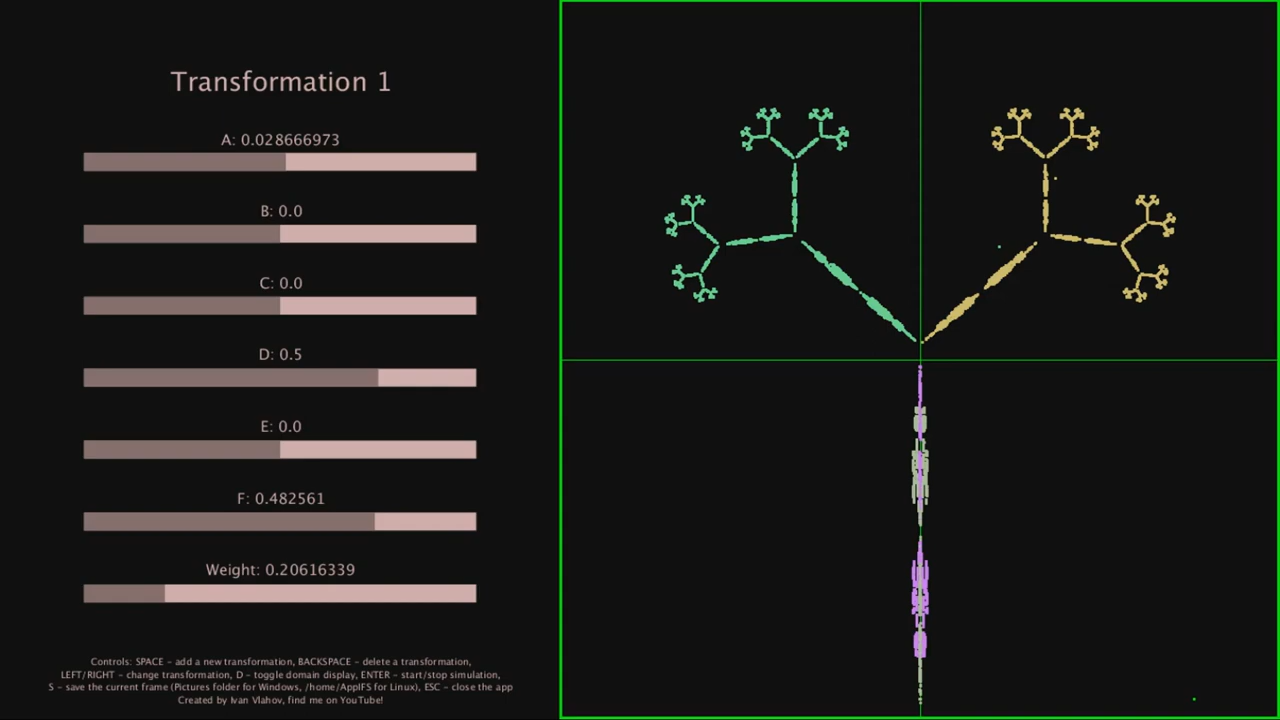 Transformation 1
A: 0.028666973
B: 0.0
C: 0.0
D: 0.5
E: 0.0
F: 0.482561
Weight: 0.20616339
Controls: SPACE - add a new transformation, BACKSPACE - delete a transformation,
LEFT/RIGHT - change transformation, D - toggle domain display, ENTER - start/stop simulation,
S - save the current frame (Pictures folder for Windows, /home/AppIFS for Linux), ESC - close the app
Created by Ivan Vlahov, find me on YouTube!